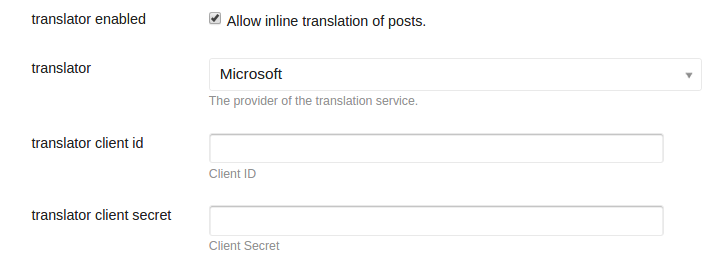 translator enabled Allow inline translation of posts.
translator Microsoft
The provider of the translation service.
translator client id
Client ID
translator client secret
Client Secret